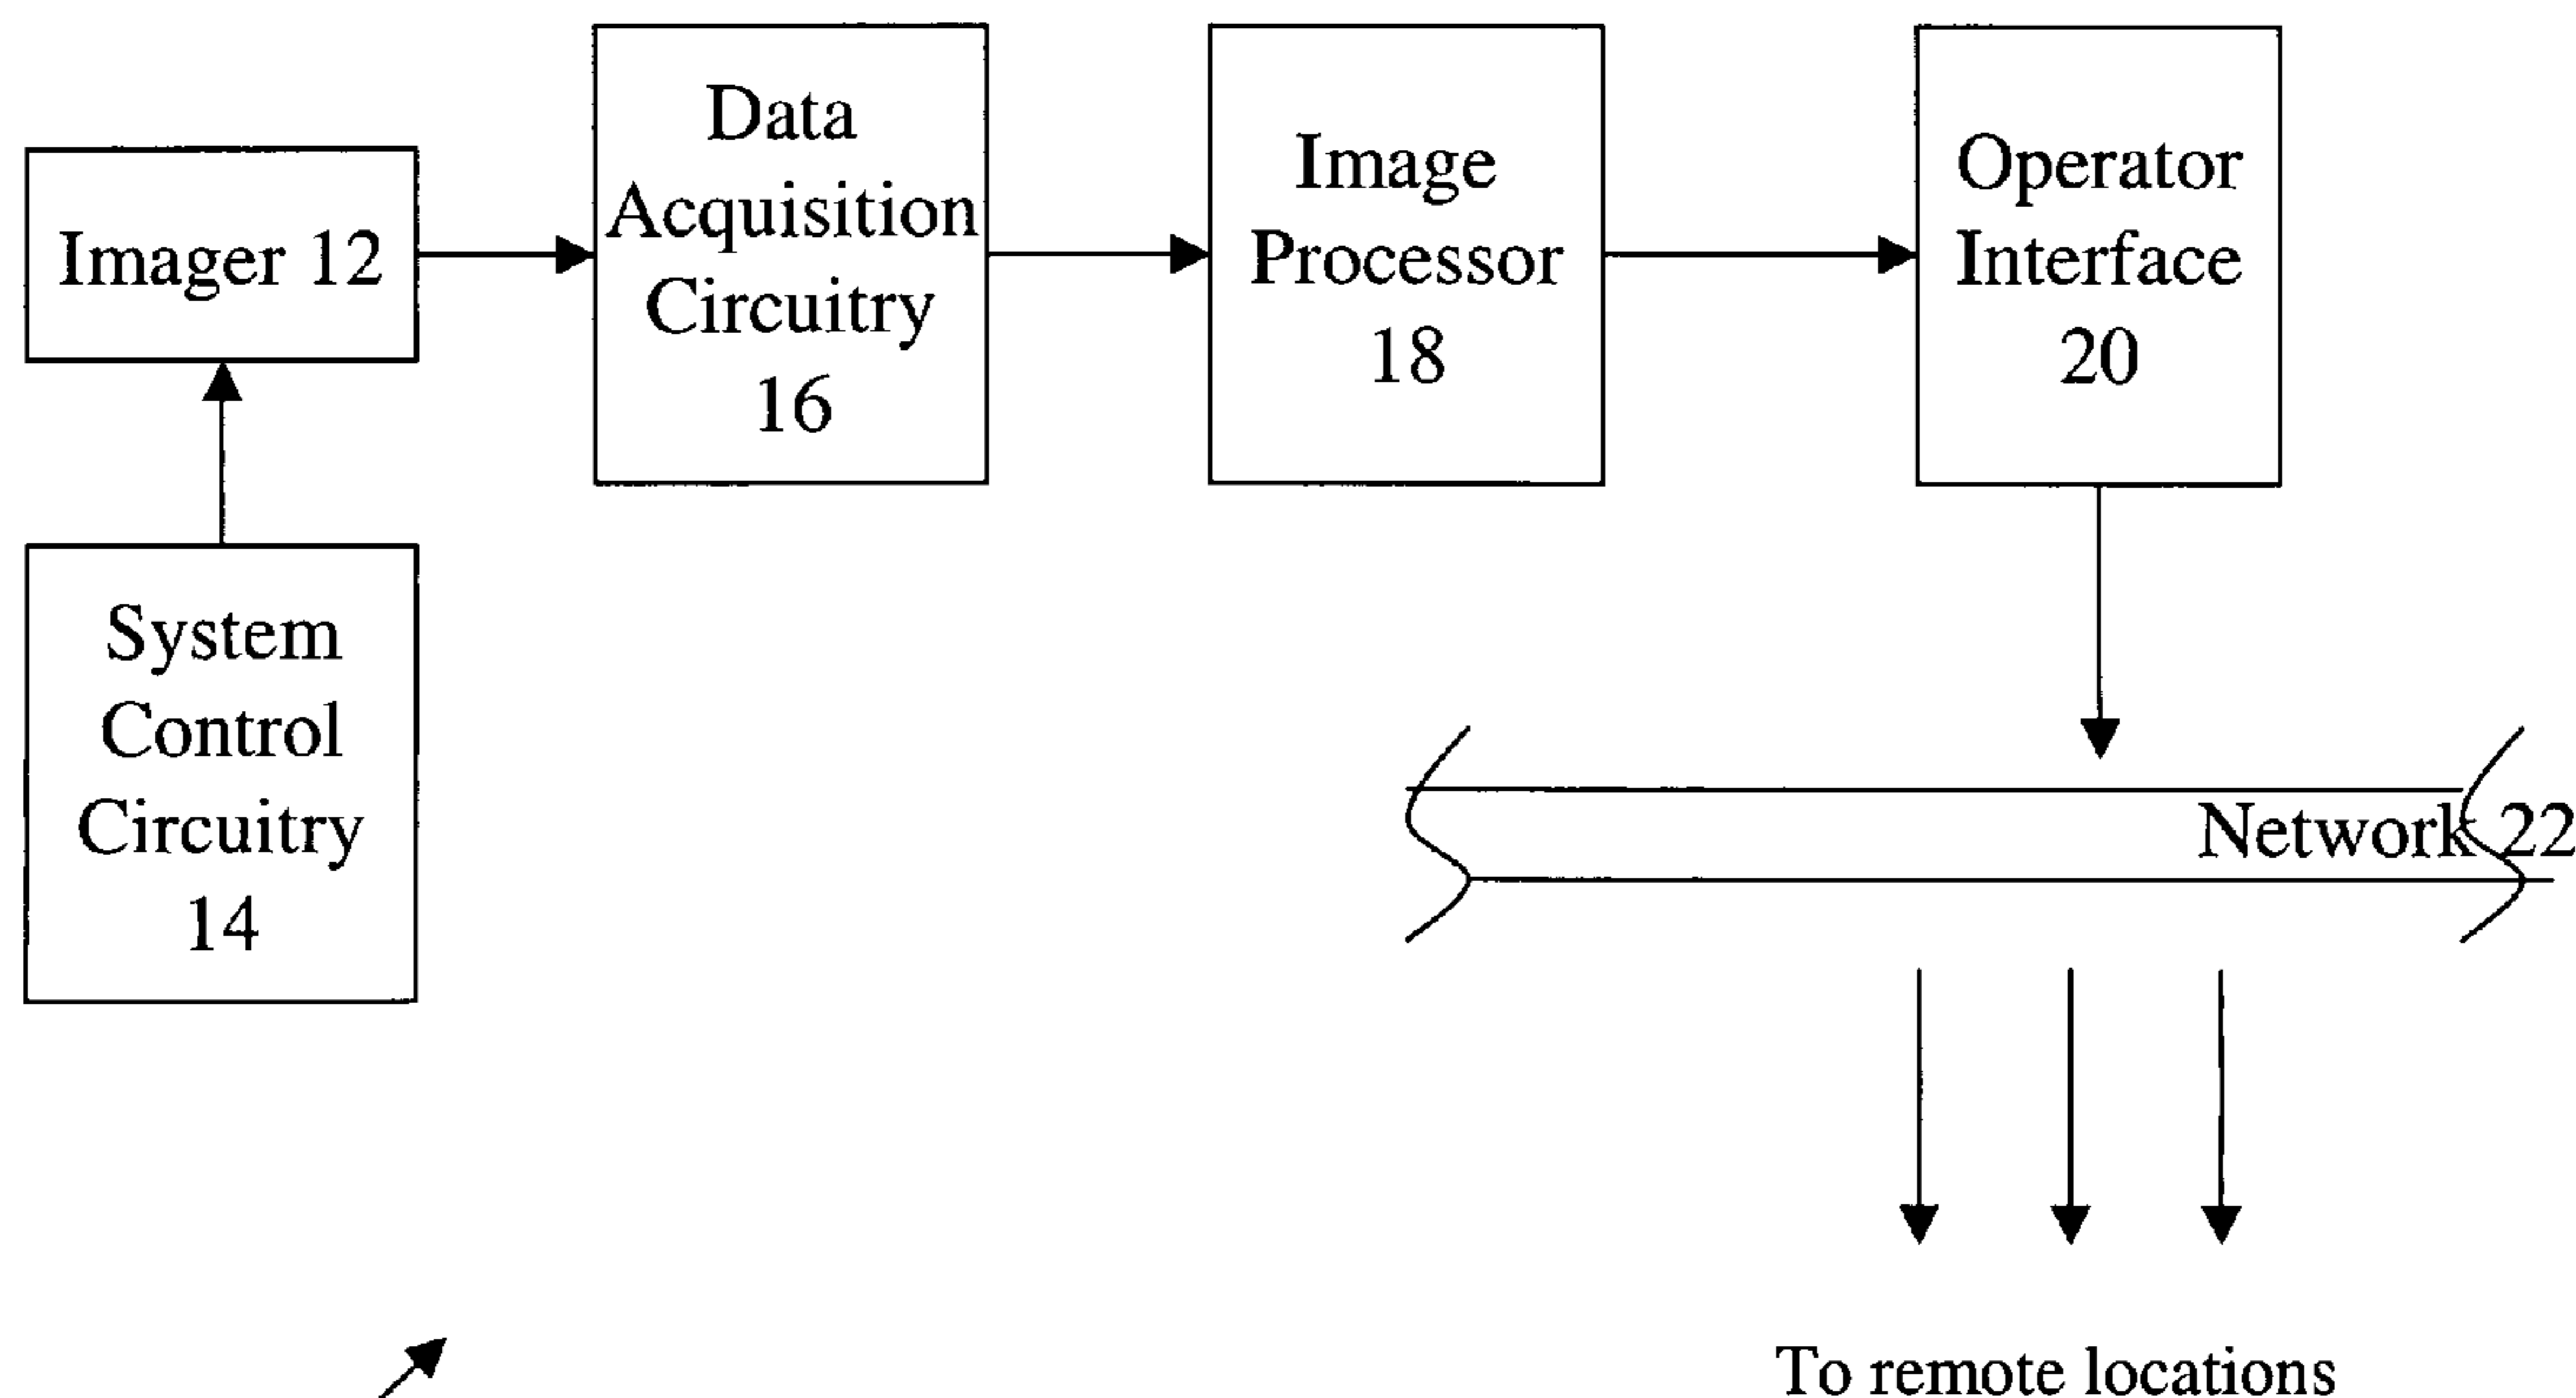 Imager 12
Data
Acquisition
Circuitry
16
Image
Processor
18
Operator
Interface
20
System
Control
Circuitry
14
Network 22
To remote locations